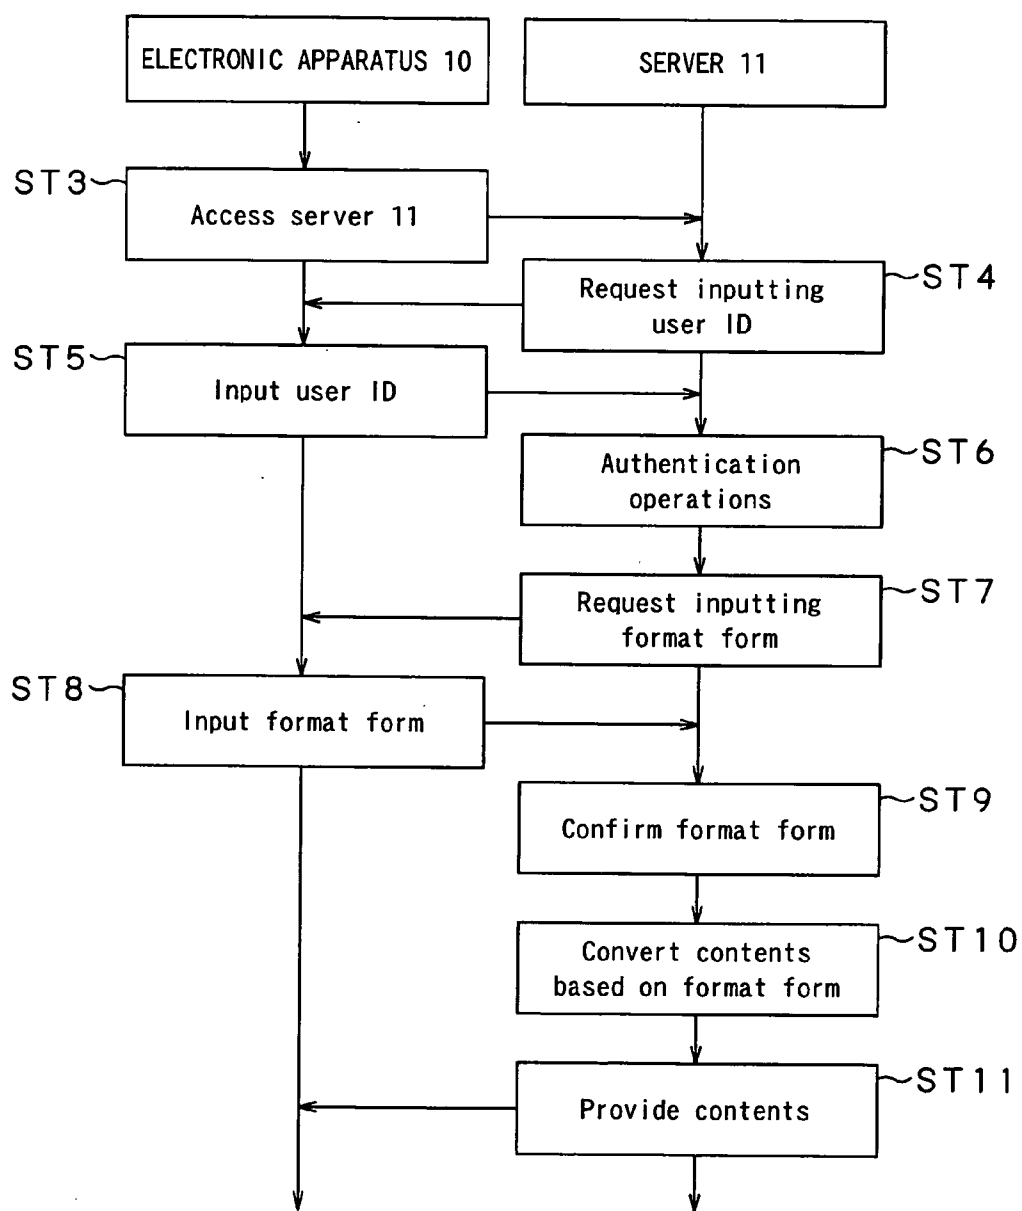 ELECTRONIC APPARATUS 10
SERVER 11
ST3
Access server 11
Request inputting
user ID
ST4
ST5
Input user ID
Authentication
operations
ST6
Request inputting
format form
ST7
ST8
Input format form
Confirm format form
ST9
Convert contents
based on format form
ST10
Provide contents
ST11